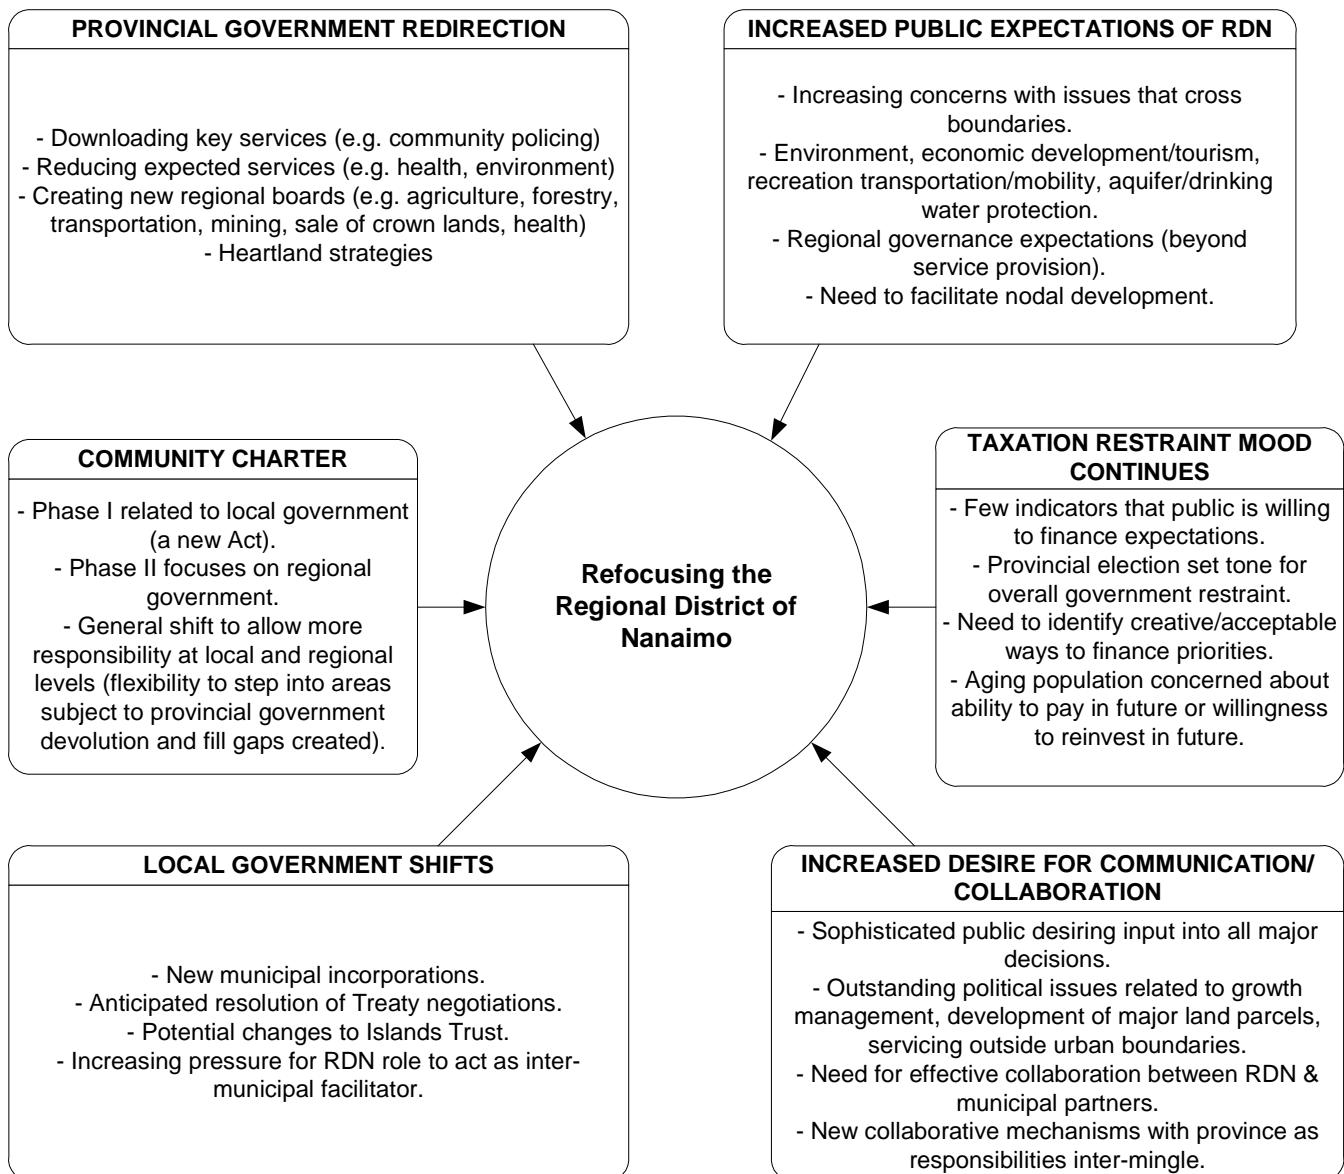 PROVINCIAL GOVERNMENT REDIRECTION
- Downloading key services (e.g. community policing)
- Reducing expected services (e.g. health, environment)
- Creating new regional boards (e.g. agriculture, forestry,
transportation, mining, sale of crown lands, health)
- Heartland strategies
INCREASED PUBLIC EXPECTATIONS OF RDN
- Increasing concerns with issues that cross
boundaries.
- Environment, economic development/tourism,
recreation transportation/mobility, aquifer/drinking
water protection.
- Regional governance expectations (beyond
service provision).
- Need to facilitate nodal development.
COMMUNITY CHARTER
- Phase I related to local government
(a new Act).
- Phase II focuses on regional
government.
- General shift to allow more
responsibility at local and regional
levels (flexibility to step into areas
subject to provincial government
devolution and fill gaps created).
Refocusing the
Regional District of
Nanaimo
TAXATION RESTRAINT MOOD
CONTINUES
- Few indicators that public is willing
to finance expectations.
- Provincial election set tone for
overall government restraint.
- Need to identify creative/acceptable
ways to finance priorities.
- Aging population concerned about
ability to pay in future or willingness
to reinvest in future.
LOCAL GOVERNMENT SHIFTS
- New municipal incorporations.
- Anticipated resolution of Treaty negotiations.
- Potential changes to Islands Trust.
- Increasing pressure for RDN role to act as inter-
municipal facilitator.
INCREASED DESIRE FOR COMMUNICATION/
COLLABORATION
- Sophisticated public desiring input into all major
decisions.
- Outstanding political issues related to growth
management, development of major land parcels,
servicing outside urban boundaries.
- Need for effective collaboration between RDN &
municipal partners.
- New collaborative mechanisms with province as
responsibilities inter-mingle.